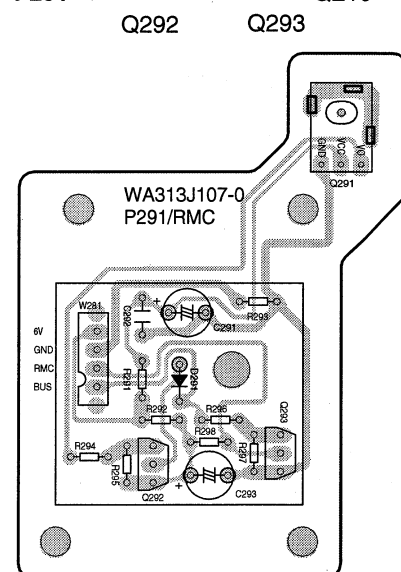 Q292 Q293
GND VCC VO
Q291
WA313J107-0
P291/RMC
W281
C292
C291
R293
6V
GND
RMC
BUS
R291
D291
R292
R296
Q293
R294
R298
R295
R297
Q292
C293